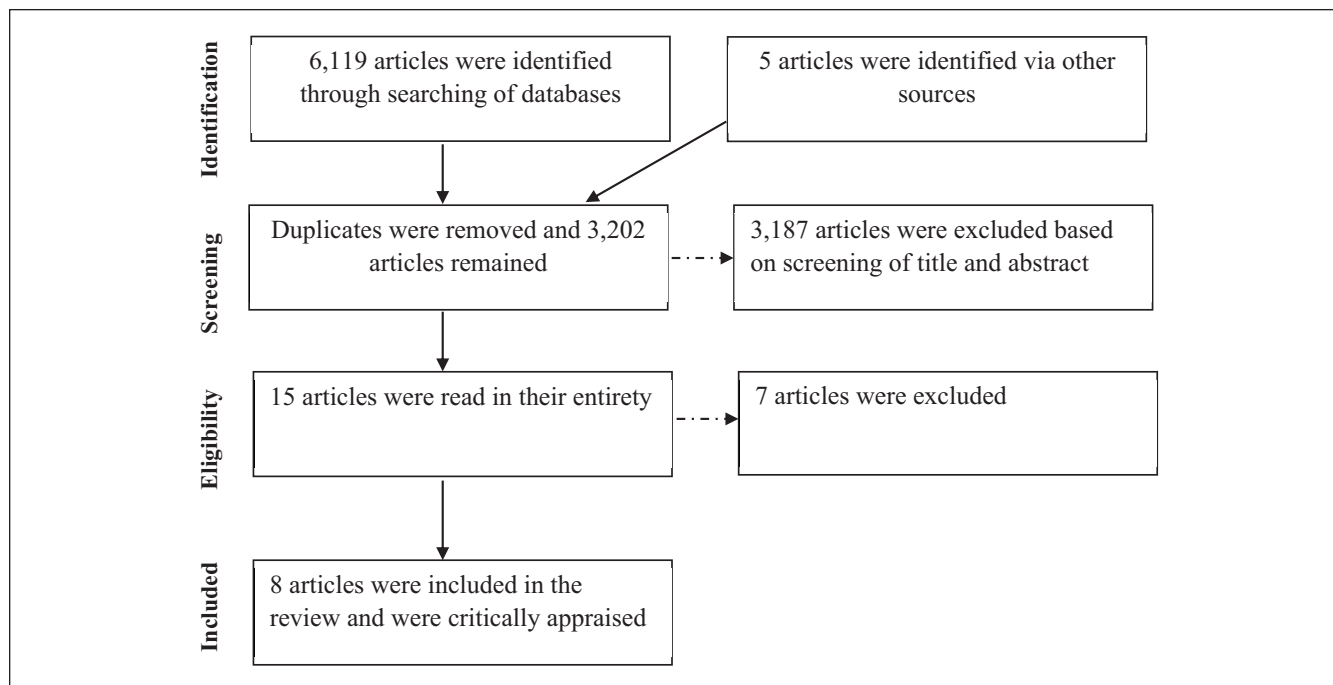 Identification
6,119 articles were identified
through searching of databases
5 articles were identified via other
sources
Screening
Duplicates were removed and 3,202
articles remained
3,187 articles were excluded based
on screening of title and abstract
Eligibility
15 articles were read in their entirety
7 articles were excluded
Included
8 articles were included in the
review and were critically appraised